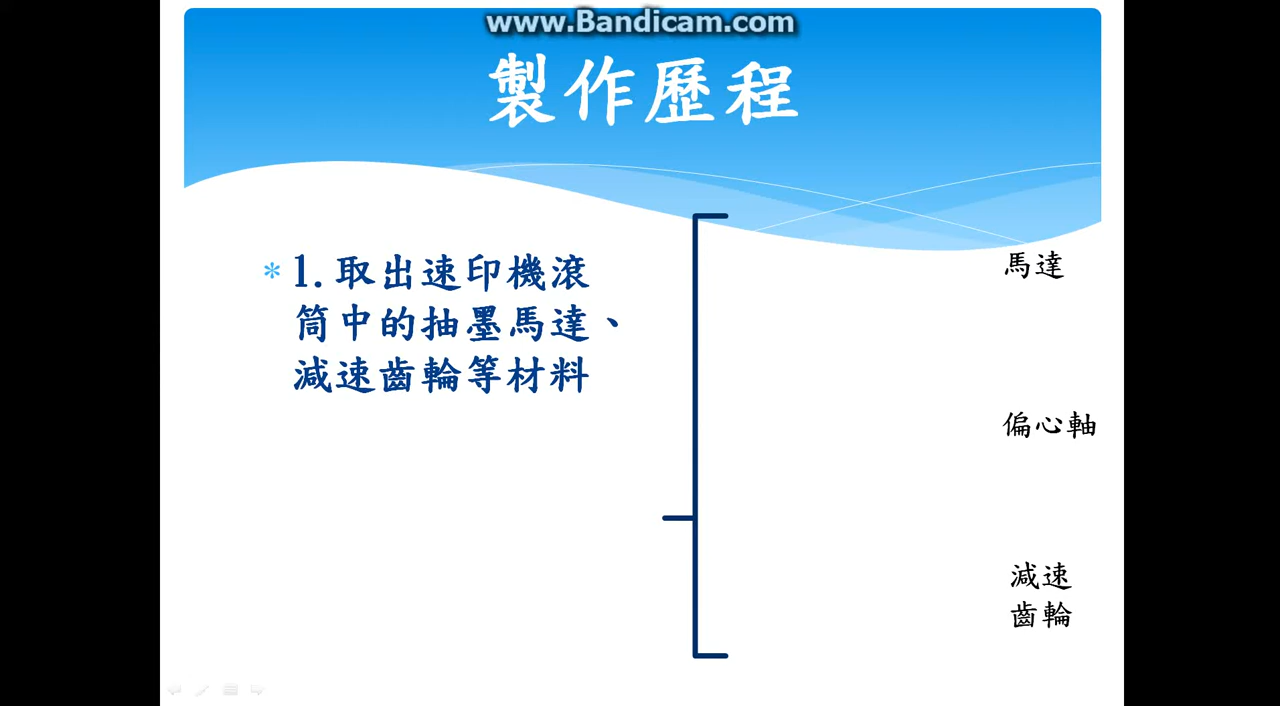 www.Bandicam.com
製作歷程
* 1.取出速印機滾
筒中的抽墨馬達、
減速齒輪等材料
馬達
偏心軸
減速
齒輪